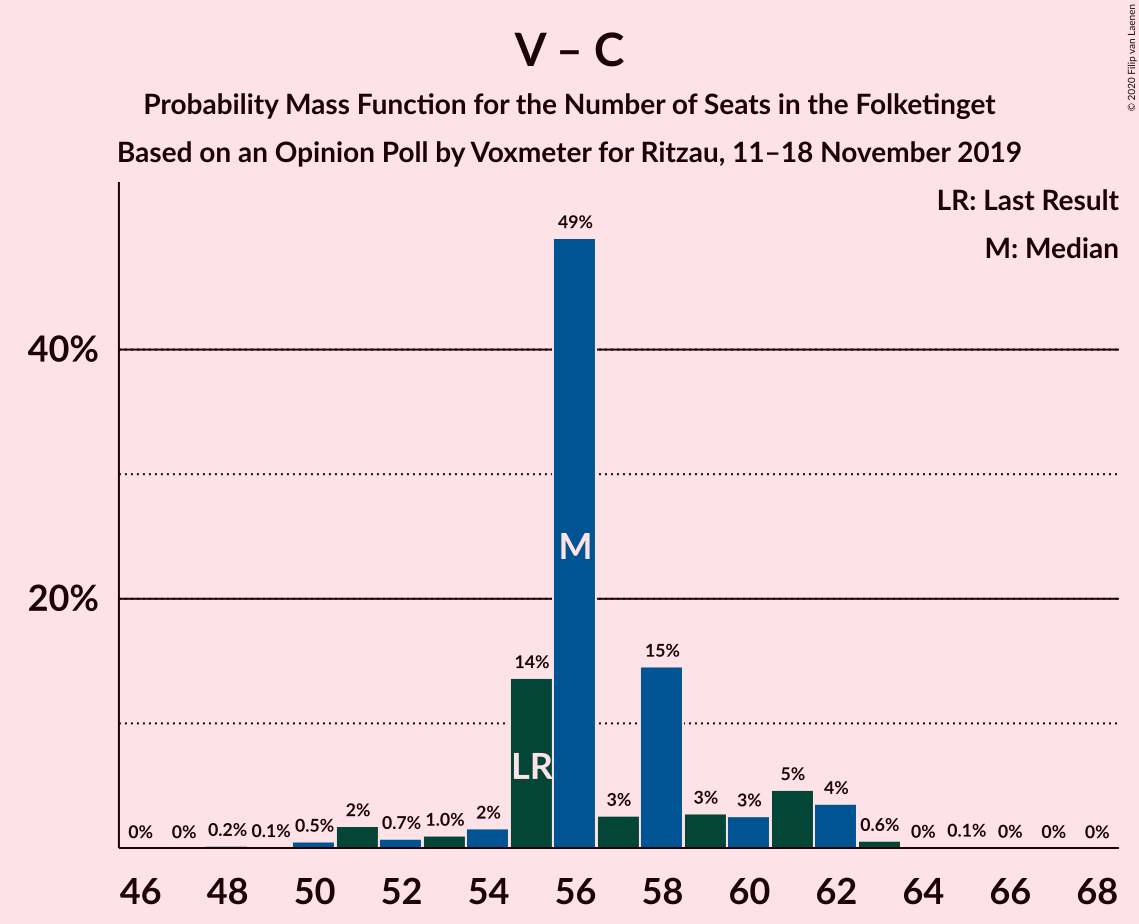 V – C
Probability Mass Function for the Number of Seats in the Folketinget
Based on an Opinion Poll by Voxmeter for Ritzau, 11–18 November 2019
© 2020 Filip van Laenen
LR: Last Result
M: Median
40%
20%
0%
0%
0.2%
0.1%
0.5%
2%
0.7%
1.0%
2%
14%
49%
3%
15%
3%
3%
5%
4%
0.6%
0%
0.1%
0%
0%
0%
LR
M
46 48 50 52 54 56 58 60 62 64 66 68